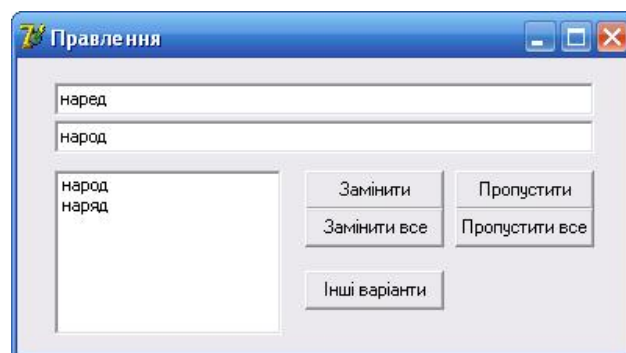 Правлення
наред
народ
народ
наряд
Замінити
Пропустити
Замінити все
Пропустити все
Інші варіанти